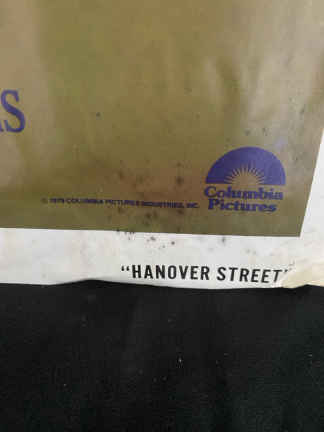 Columbia
Pictures
© 1979 COLUMBIA PICTURES INDUSTRIES, INC.
"HANOVER STREET"